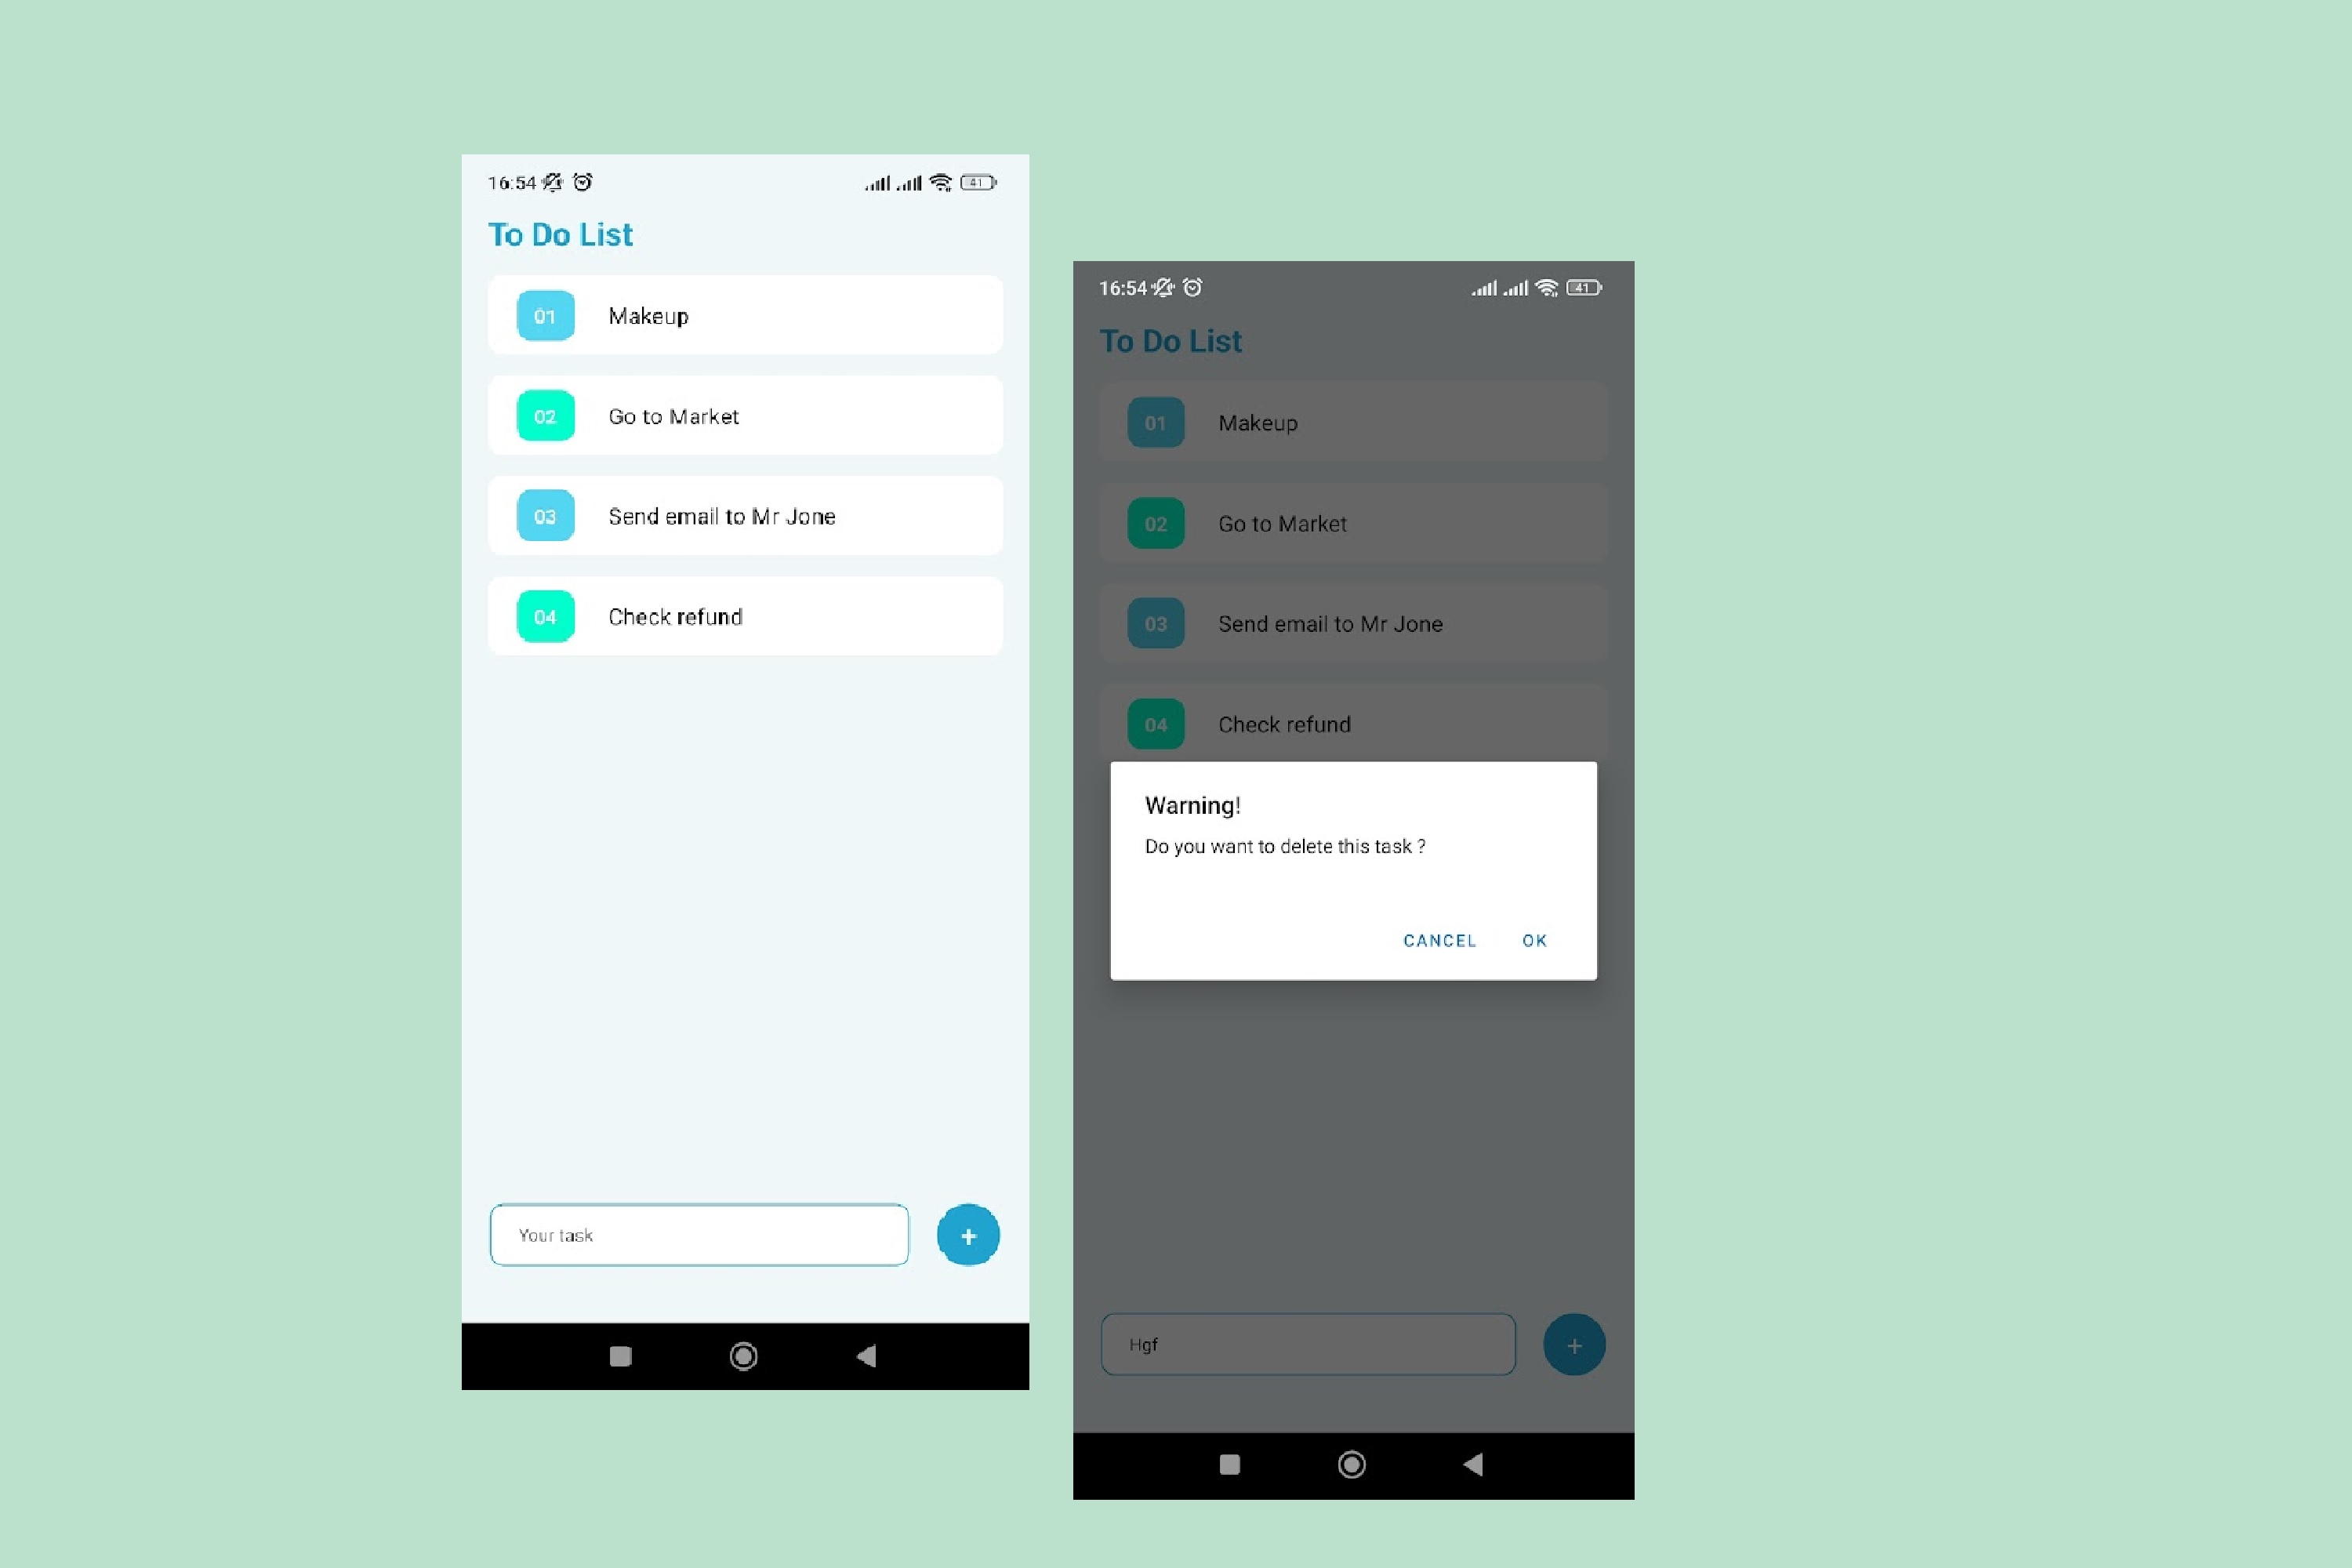 16:54
41
To Do List
01 Makeup
02 Go to Market
03 Send email to Mr Jone
04 Check refund
Your task
+
16:54
41
To Do List
01 Makeup
02 Go to Market
03 Send email to Mr Jone
04 Check refund
Warning!
Do you want to delete this task ?
CANCEL OK
Hgf
+